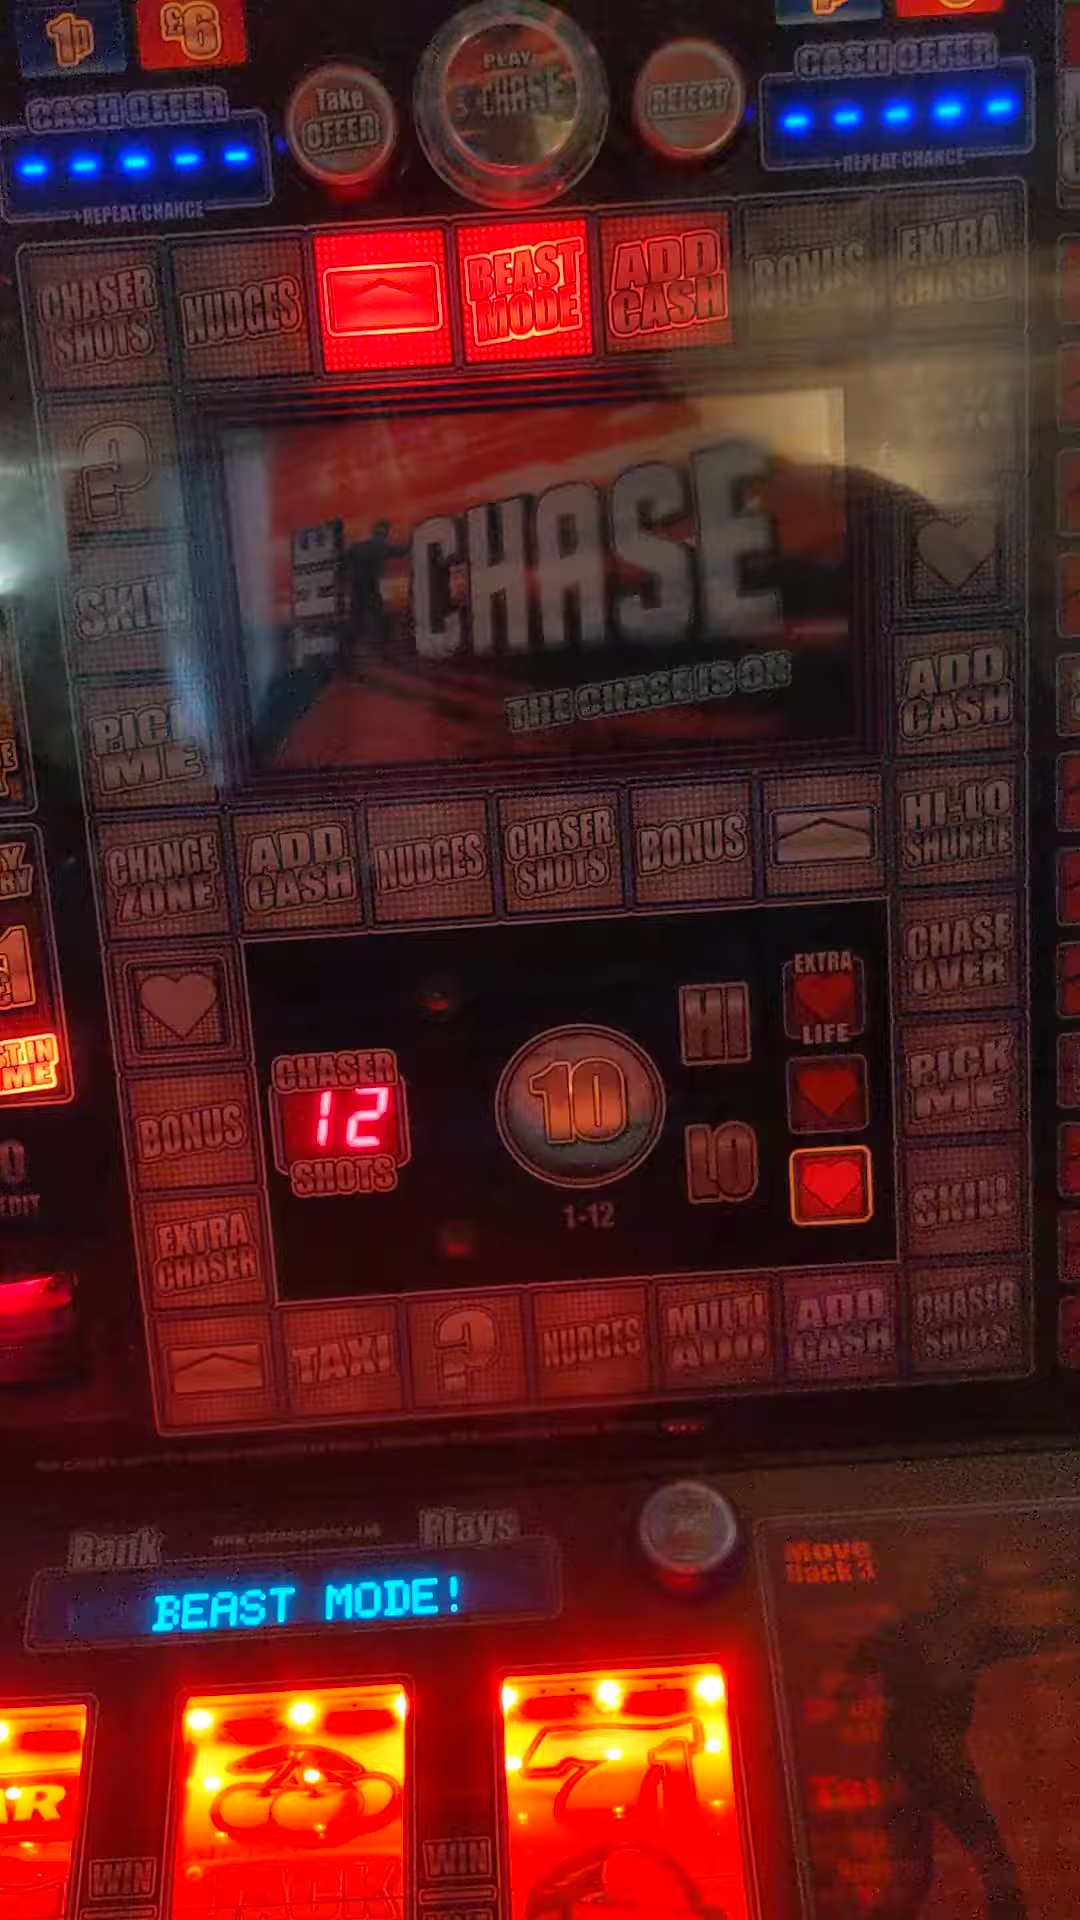 1p
£6
CASH OFFER
+REPEAT CHANCE
Take
OFFER
PLAY
CHASE
REJECT
CASH OFFER
+REPEAT CHANCE
CHASER
SHOTS
NUDGES
BEAST
MODE
ADD
CASH
BONUS
EXTRA
CHASER
?
SKILL
PICK
ME
THE
CHASE
THE CHASE IS ON
ADD
CASH
CHANGE
ZONE
ADD
CASH
NUDGES
CHASER
SHOTS
BONUS
HI-LO
SHUFFLE
CHASE
OVER
BONUS
CHASER
12
SHOTS
10
1-12
HI
LO
EXTRA
LIFE
PICK
ME
SKILL
EXTRA
CHASER
TAXI
?
NUDGES
MULTI
ADD
CASH
CHASER
SHOTS
Bank
Plays
BEAST MODE!
Move
Back 3
7
WIN
WIN